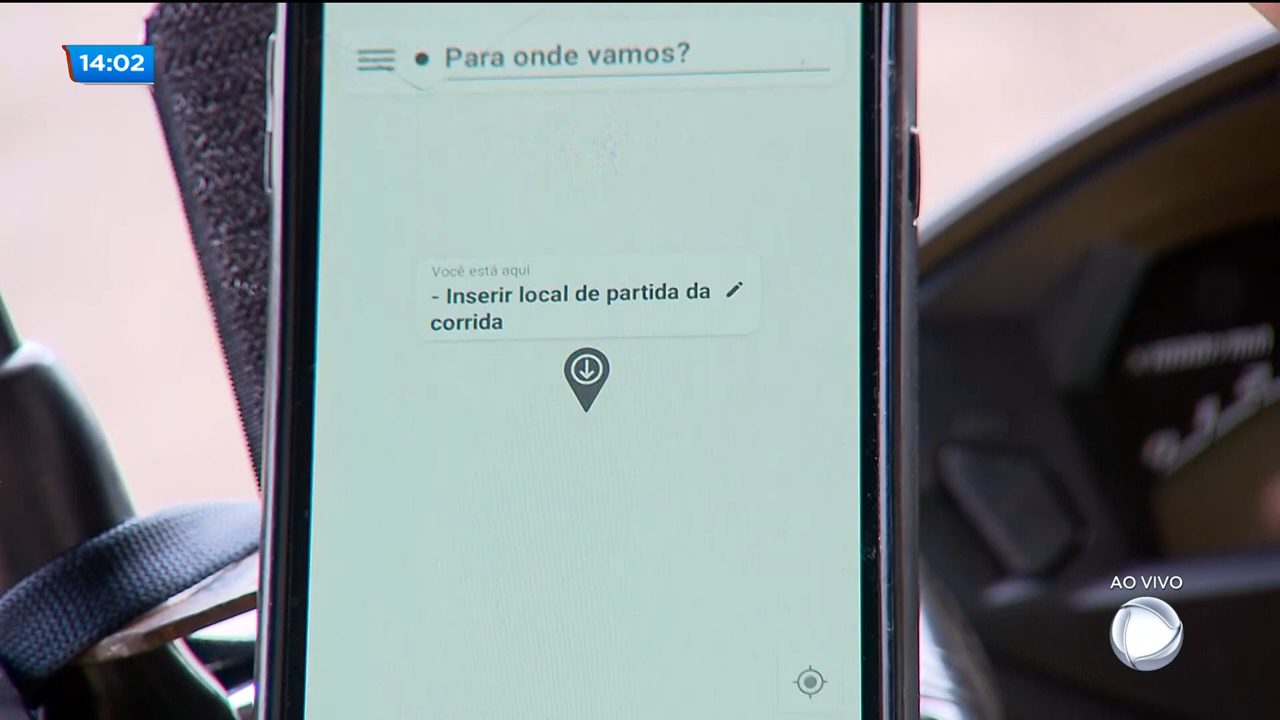 14:02
Para onde vamos?
Você está aqui
- Inserir local de partida da
corrida
AO VIVO